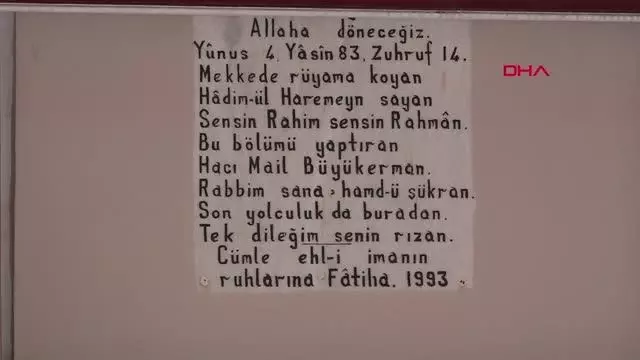 Allaha döneceğiz.
Yûnus 4, Yâsîn 83, Zuhruf 14.
Mekkede rüyama koyan
Hâdim-ül Haremeyn sayan
Sensin Rahim sensin Rahmân.
Bu bölümü yaptıran
Hacı Mail Büyükerman.
Rabbim sana hamd-ü şükran.
Son yolculuk da buradan.
Tek dileğim senin rızan.
Cümle ehl-i imanın
ruhlarına Fâtiha. 1993
DHA